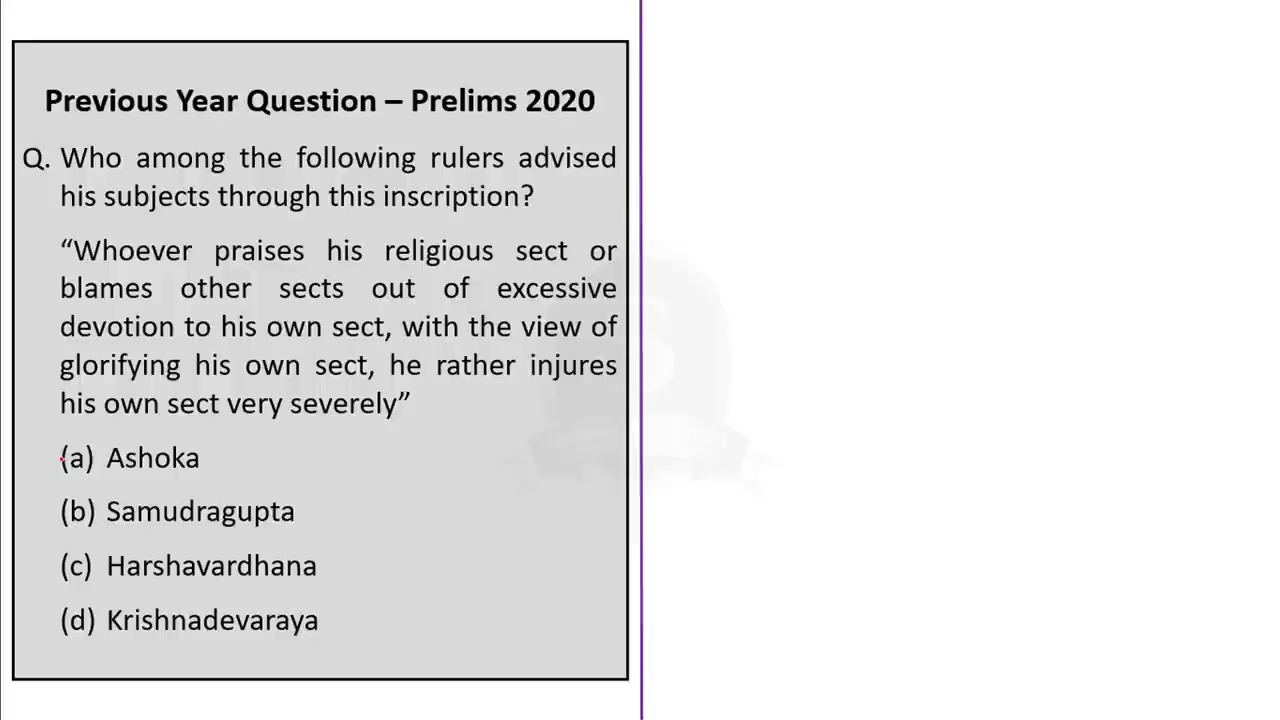 Previous Year Question – Prelims 2020
Q. Who among the following rulers advised
his subjects through this inscription?
“Whoever praises his religious sect or
blames other sects out of excessive
devotion to his own sect, with the view of
glorifying his own sect, he rather injures
his own sect very severely”
(a) Ashoka
(b) Samudragupta
(c) Harshavardhana
(d) Krishnadevaraya